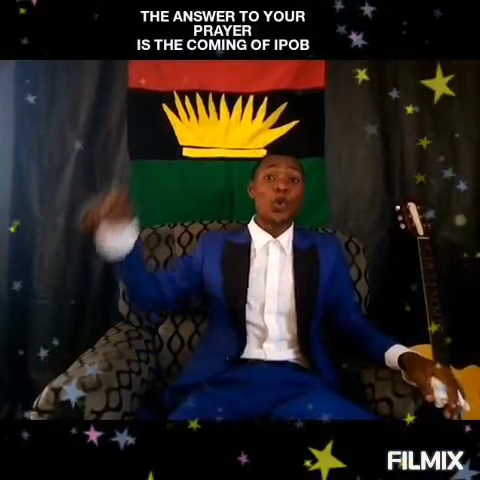 THE ANSWER TO YOUR
PRAYER
IS THE COMING OF IPOB
FILMIX